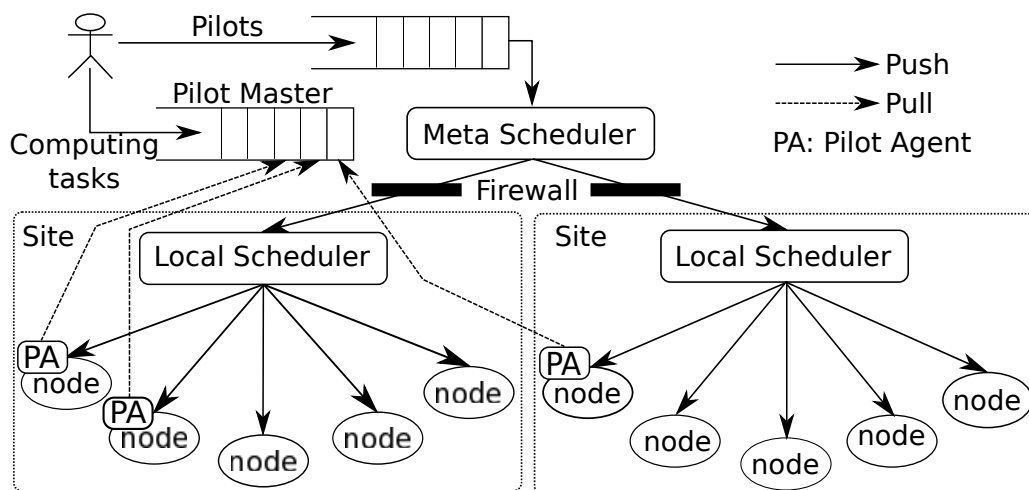 Pilots
Push
Pilot Master
Pull
Meta Scheduler
PA: Pilot Agent
Computing
tasks
Firewall
Site
Site
Local Scheduler
Local Scheduler
PA
node
PA
node
node
node
node
PA
node
node
node
node
node